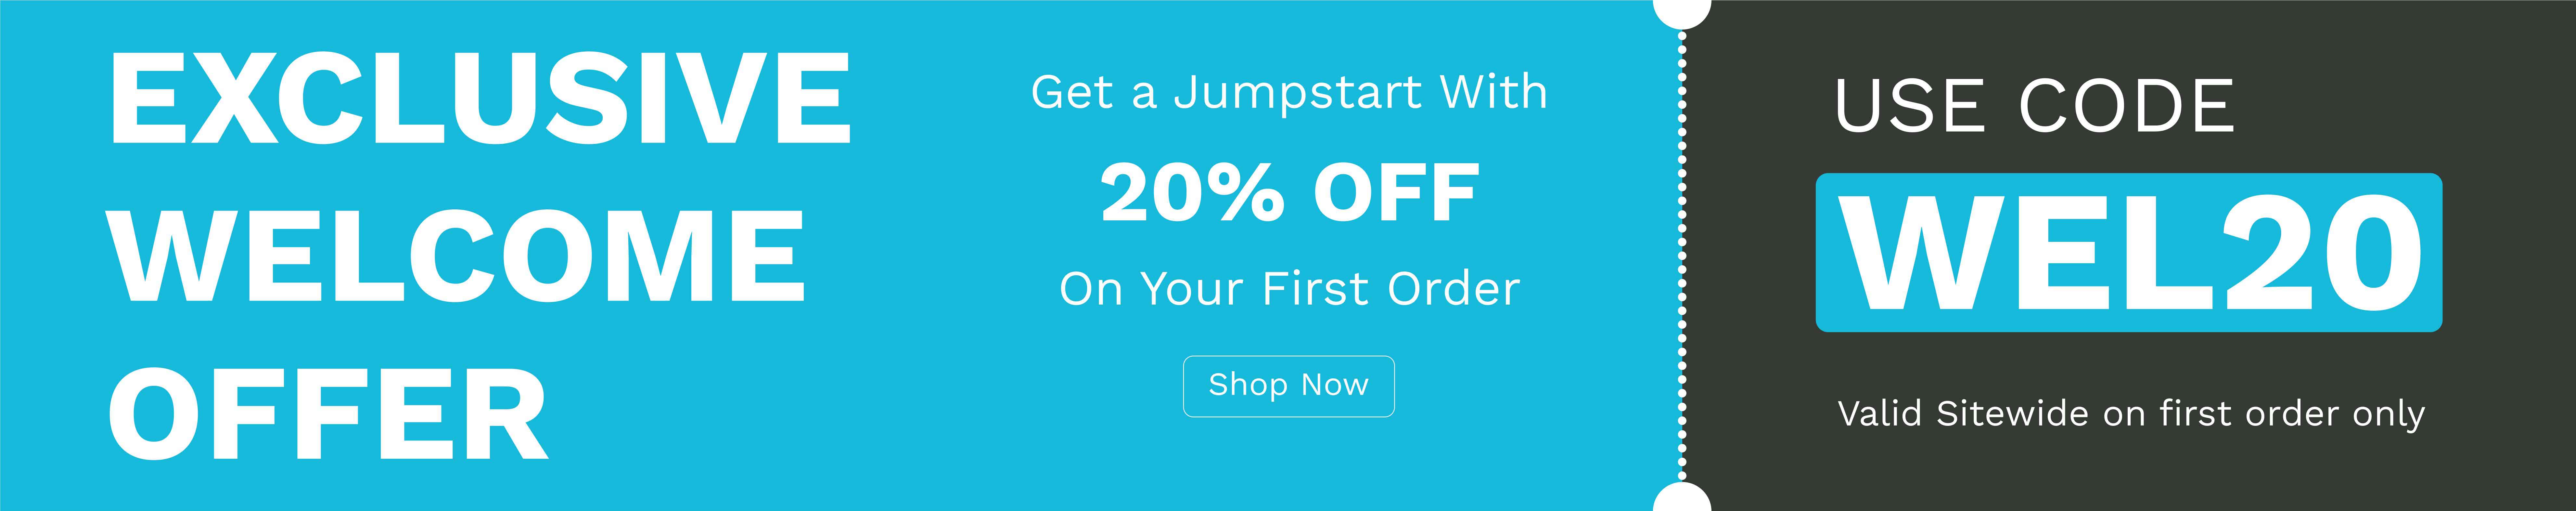 EXCLUSIVE
WELCOME
OFFER
Get a Jumpstart With
20% OFF
On Your First Order
Shop Now
USE CODE
WEL20
Valid Sitewide on first order only